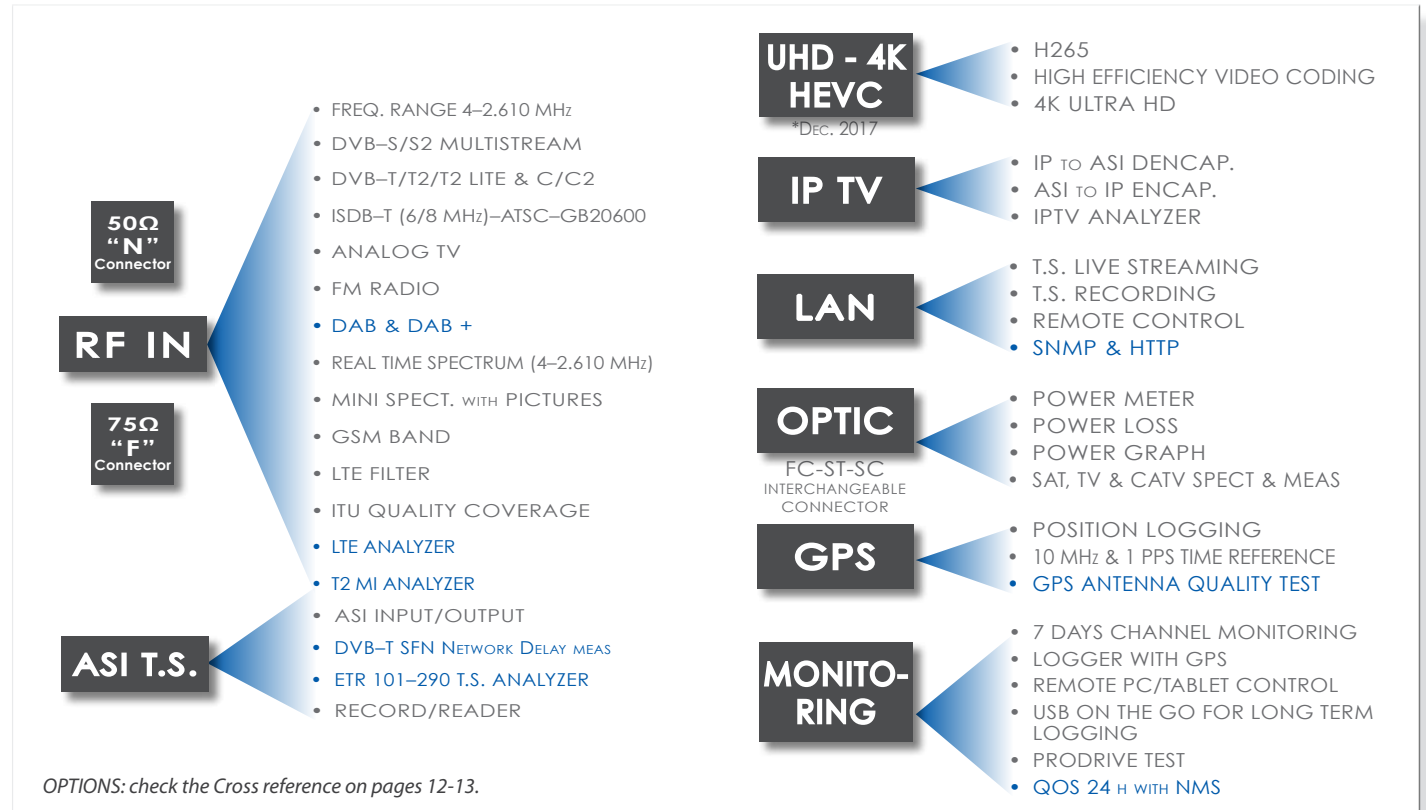 50Ω
“N”
Connector
RF IN
75Ω
“F”
Connector
• FREQ. RANGE 4–2.610 MHz
• DVB–S/S2 MULTISTREAM
• DVB–T/T2/T2 LITE & C/C2
• ISDB–T (6/8 MHz)–ATSC–GB20600
• ANALOG TV
• FM RADIO
• DAB & DAB +
• REAL TIME SPECTRUM (4–2.610 MHz)
• MINI SPECT. WITH PICTURES
• GSM BAND
• LTE FILTER
• ITU QUALITY COVERAGE
• LTE ANALYZER
• T2 MI ANALYZER
ASI T.S.
• ASI INPUT/OUTPUT
• DVB–T SFN Network Delay meas
• ETR 101–290 T.S. ANALYZER
• RECORD/READER
UHD - 4K
HEVC
*Dec. 2017
• H265
• HIGH EFFICIENCY VIDEO CODING
• 4K ULTRA HD
IP TV
• IP TO ASI DENCAP.
• ASI TO IP ENCAP.
• IPTV ANALYZER
LAN
• T.S. LIVE STREAMING
• T.S. RECORDING
• REMOTE CONTROL
• SNMP & HTTP
OPTIC
FC-ST-SC
INTERCHANGEABLE
CONNECTOR
• POWER METER
• POWER LOSS
• POWER GRAPH
• SAT, TV & CATV SPECT & MEAS
GPS
• POSITION LOGGING
• 10 MHz & 1 PPS TIME REFERENCE
• GPS ANTENNA QUALITY TEST
MONITO-
RING
• 7 DAYS CHANNEL MONITORING
• LOGGER WITH GPS
• REMOTE PC/TABLET CONTROL
• USB ON THE GO FOR LONG TERM
LOGGING
• PRODRIVE TEST
• QOS 24 H WITH NMS
OPTIONS: check the Cross reference on pages 12-13.